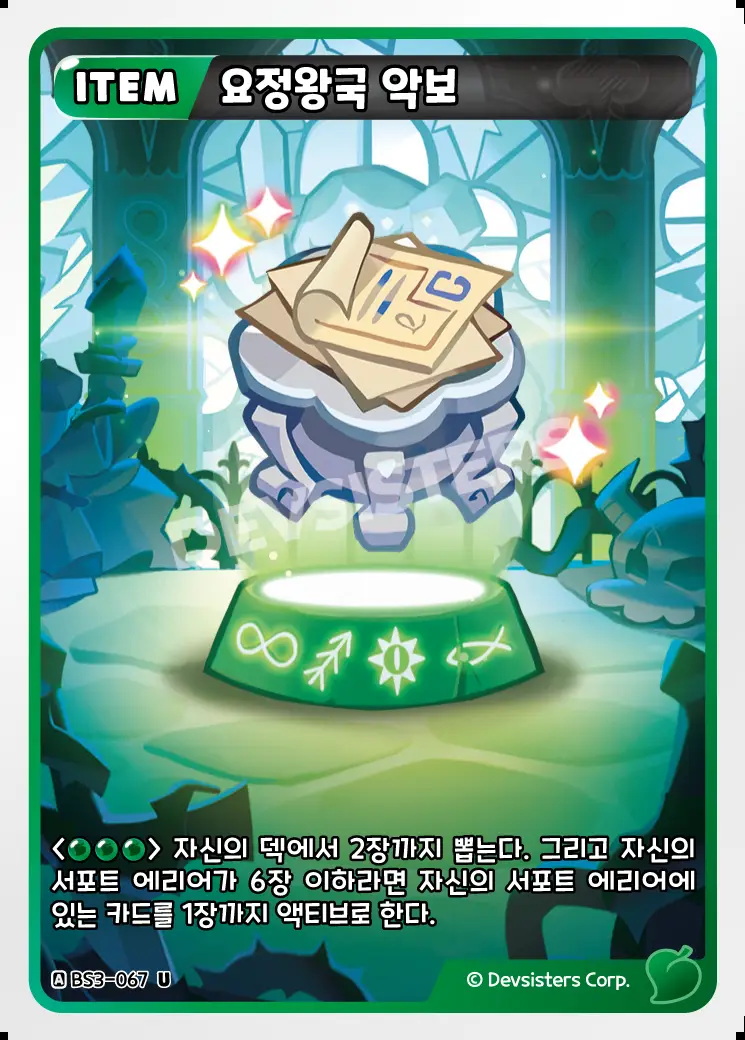 ITEM 요정왕국 악보
DEVSISTERS
< > 자신의 덱에서 2장까지 뽑는다. 그리고 자신의
서포트 에리어가 6장 이하라면 자신의 서포트 에리어에
있는 카드를 1장까지 액티브로 한다.
A BS3-067 U
© Devsisters Corp.